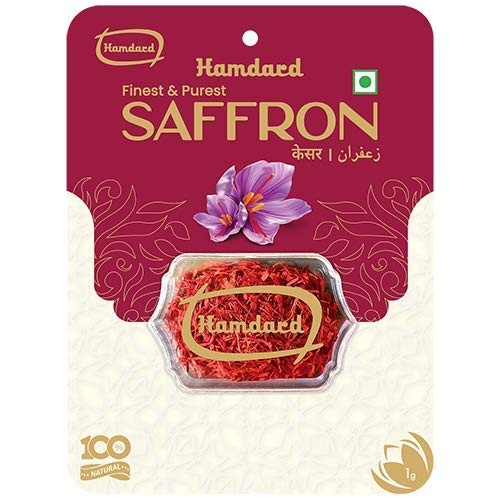 Hamdard
Hamdard
Finest & Purest
SAFFRON
केसर | زعفران
Hamdard
100%
NATURAL
1g